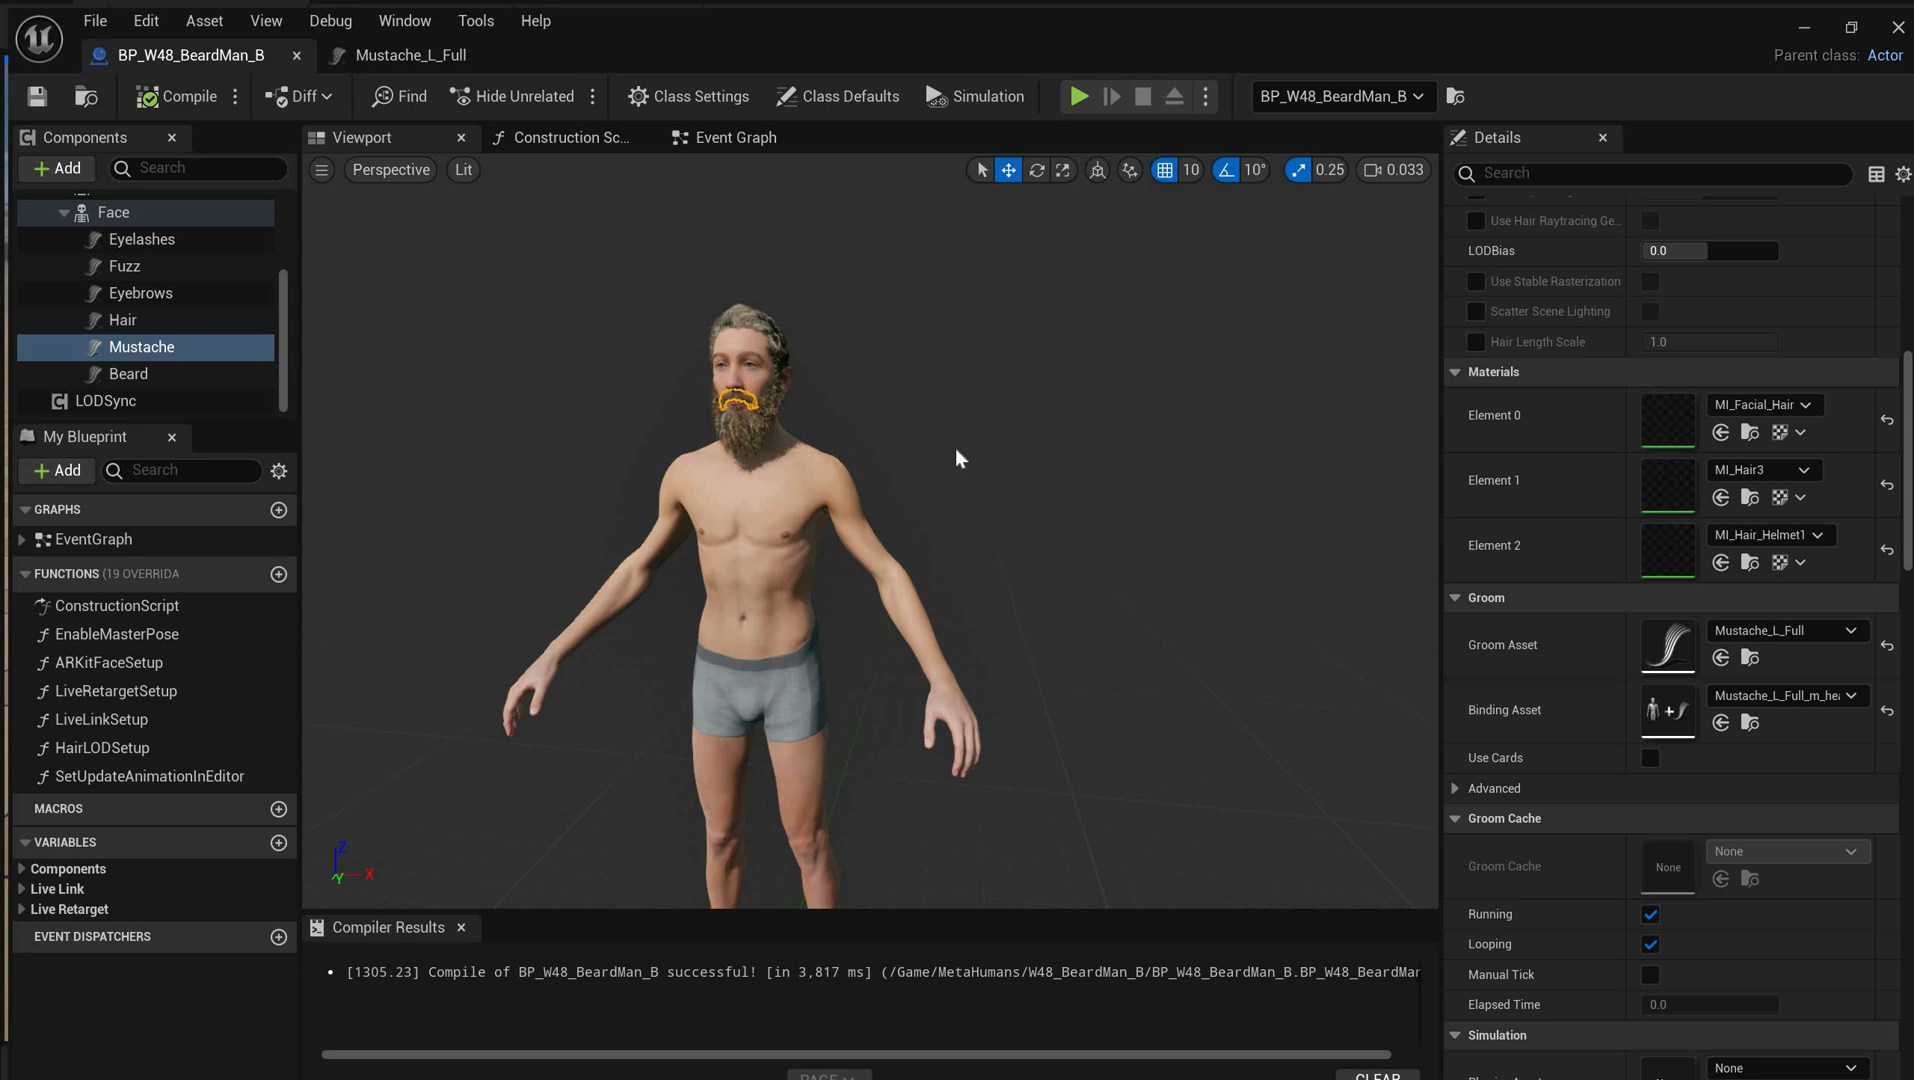 File Edit Asset View Debug Window Tools Help
BP_W48_BeardMan_B Mustache_L_Full
Parent class: Actor
Compile Diff Find Hide Unrelated Class Settings Class Defaults Simulation BP_W48_BeardMan_B
Components
Add Search
Face
Eyelashes
Fuzz
Eyebrows
Hair
Mustache
Beard
LODSync
My Blueprint
Add Search
GRAPHS
EventGraph
FUNCTIONS (19 OVERRIDA
ConstructionScript
EnableMasterPose
ARKitFaceSetup
LiveRetargetSetup
LiveLinkSetup
HairLODSetup
SetUpdateAnimationInEditor
MACROS
VARIABLES
Components
Live Link
Live Retarget
EVENT DISPATCHERS
Viewport Construction Sc... Event Graph
Perspective Lit 10 10° 0.25 0.033
Z
Y X
Compiler Results
[1305.23] Compile of BP_W48_BeardMan_B successful! [in 3,817 ms] (/Game/MetaHumans/W48_BeardMan_B/BP_W48_BeardMan_B.BP_W48_BeardMar
PAGE CLEAR
Details
Search
Use Hair Raytracing Ge...
LODBias 0.0
Use Stable Rasterization
Scatter Scene Lighting
Hair Length Scale 1.0
Materials
Element 0 MI_Facial_Hair
Element 1 MI_Hair3
Element 2 MI_Hair_Helmet1
Groom
Groom Asset Mustache_L_Full
Binding Asset Mustache_L_Full_m_hea
Use Cards
Advanced
Groom Cache
Groom Cache None None
Running
Looping
Manual Tick
Elapsed Time 0.0
Simulation
None